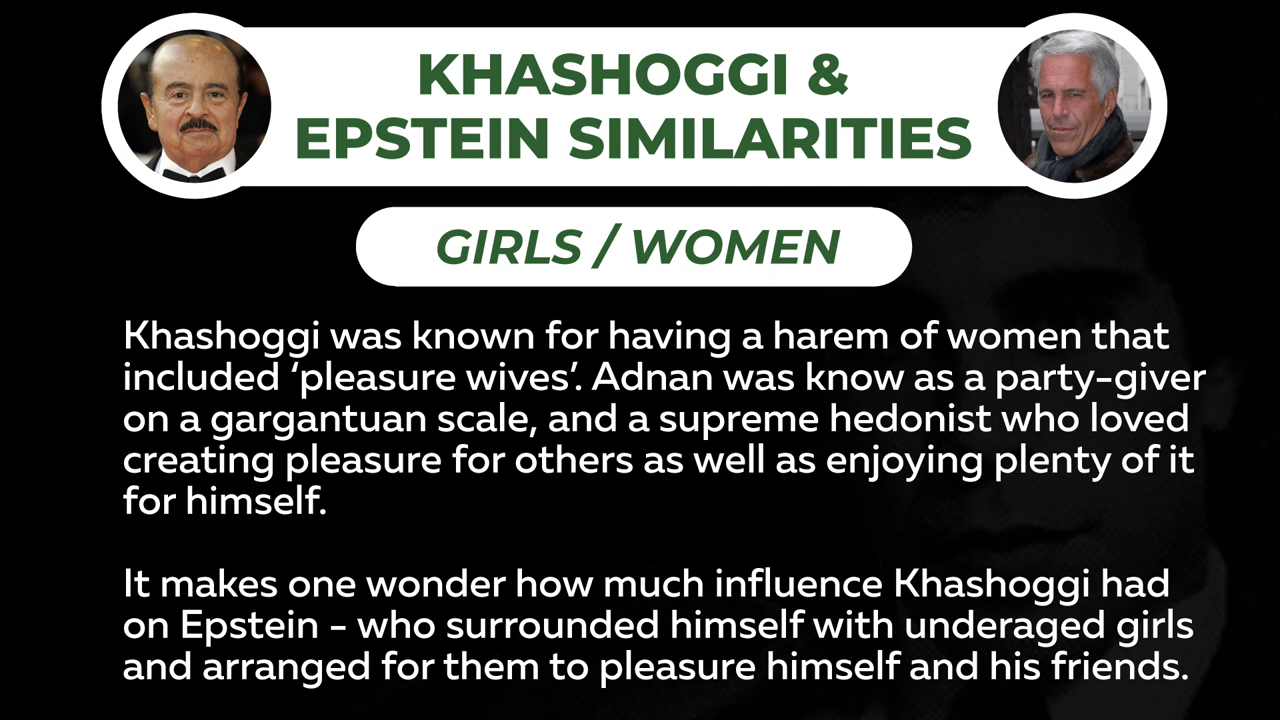 KHASHOGGI &
EPSTEIN SIMILARITIES
GIRLS / WOMEN
Khashoggi was known for having a harem of women that
included ‘pleasure wives’. Adnan was know as a party-giver
on a gargantuan scale, and a supreme hedonist who loved
creating pleasure for others as well as enjoying plenty of it
for himself.
It makes one wonder how much influence Khashoggi had
on Epstein - who surrounded himself with underaged girls
and arranged for them to pleasure himself and his friends.